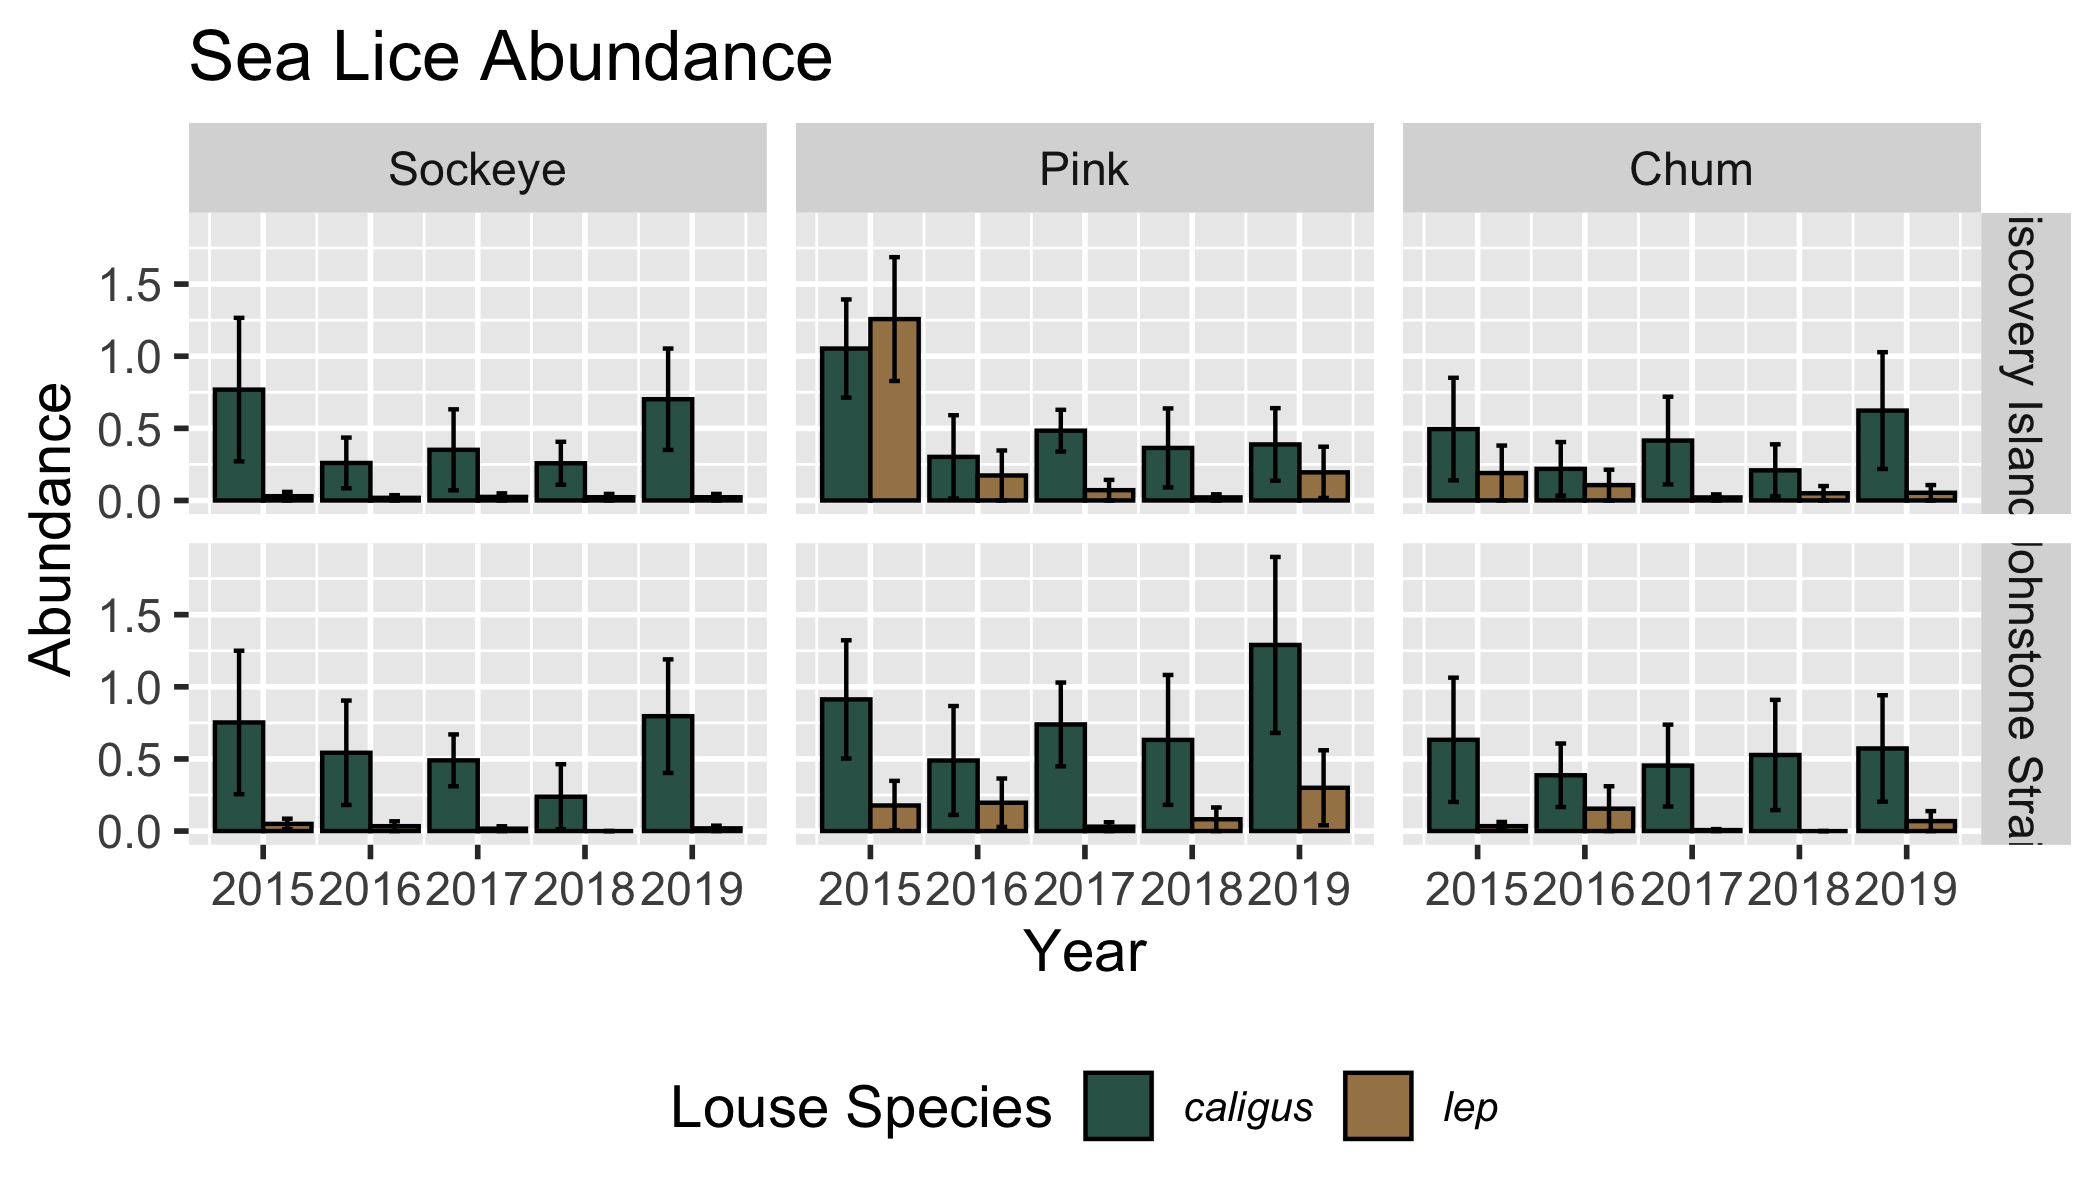 Sea Lice Abundance
Sockeye Pink Chum
iscovery Island
1.5
1.0
0.5
0.0
Johnstone Strai
1.5
1.0
0.5
0.0
Abundance
2015 2016 2017 2018 2019 2015 2016 2017 2018 2019 2015 2016 2017 2018 2019
Year
Louse Species caligus lep